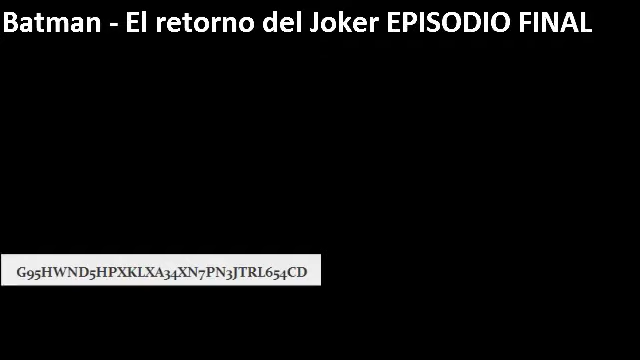 Batman - El retorno del Joker EPISODIO FINAL
G95HWND5HPXKLXA34XN7PN3JTRL654CD